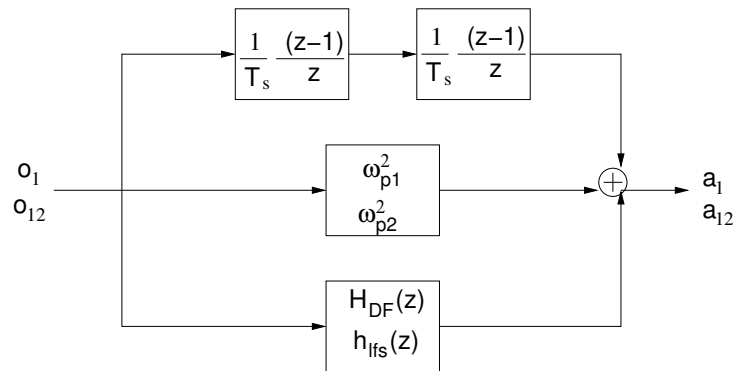 1/T_s (z−1)/z
1/T_s (z−1)/z
o_1
o_12
ω_p1^2
ω_p2^2
+
a_1
a_12
H_DF(z)
h_lfs(z)